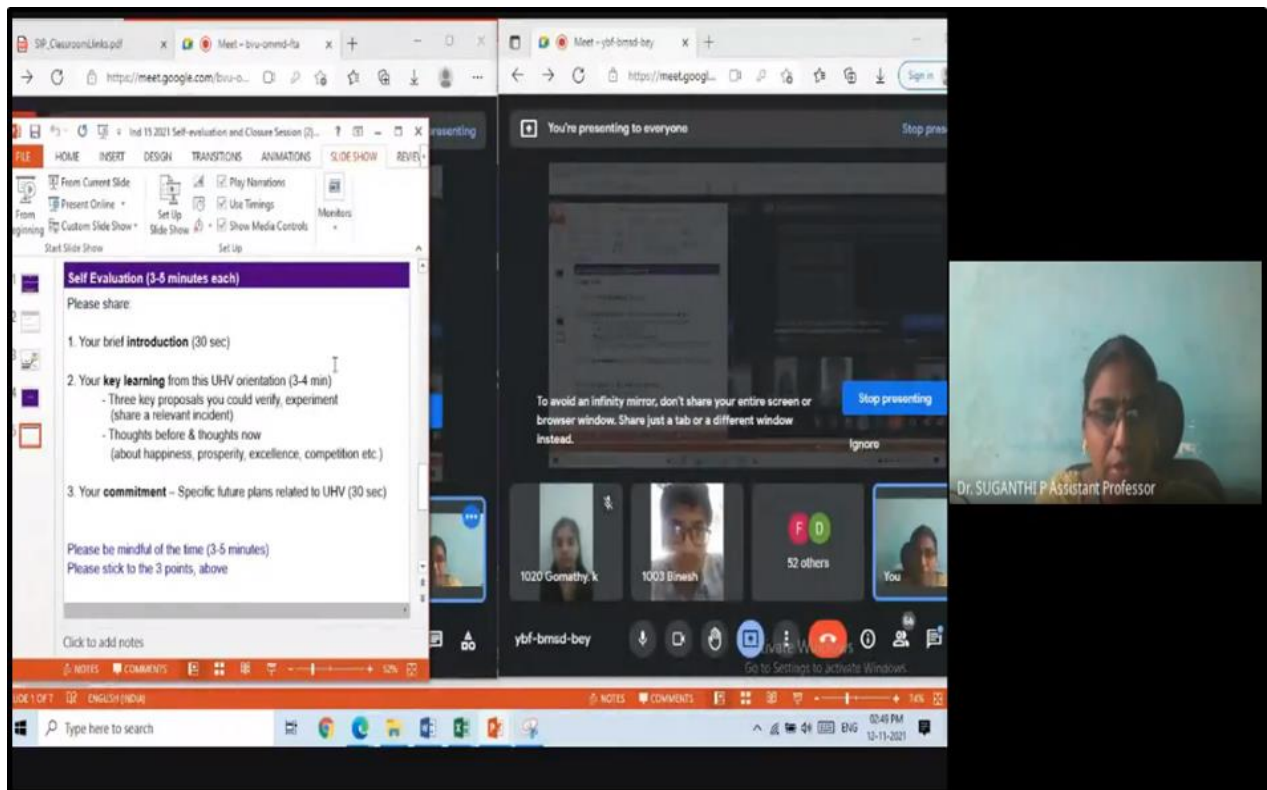 SIP_ClassroomLinks.pdf
Meet – bvu-ommd-fta
https://meet.google.com/bvu-o...
Ind 15 2021 Self-evaluation and Closure Session (2)...
FILE HOME INSERT DESIGN TRANSITIONS ANIMATIONS SLIDE SHOW REVIEW
From Current Slide
Present Online
Custom Slide Show
Set Up
Slide Show
Play Narrations
Use Timings
Show Media Controls
Monitors
Start Slide Show
Set Up
Self Evaluation (3-5 minutes each)
Please share:
1. Your brief introduction (30 sec)
2. Your key learning from this UHV orientation (3-4 min)
- Three key proposals you could verify, experiment
(share a relevant incident)
- Thoughts before & thoughts now
(about happiness, prosperity, excellence, competition etc.)
3. Your commitment – Specific future plans related to UHV (30 sec)
Please be mindful of the time (3-5 minutes)
Please stick to the 3 points, above
Click to add notes
NOTES COMMENTS 52%
ENGLISH (INDIA)
Meet – ybf-bmsd-bey
https://meet.googl...
Sign in
You're presenting to everyone
Stop pres
To avoid an infinity mirror, don't share your entire screen or
browser window. Share just a tab or a different window
instead.
Stop presenting
Ignore
1020 Gomathy. k
1003 Binesh
F D
52 others
You
ybf-bmsd-bey
Go to Settings to activate Windows.
NOTES COMMENTS 74%
Type here to search
ENG
02:45 PM
12-11-2021
Dr. SUGANTHI P Assistant Professor